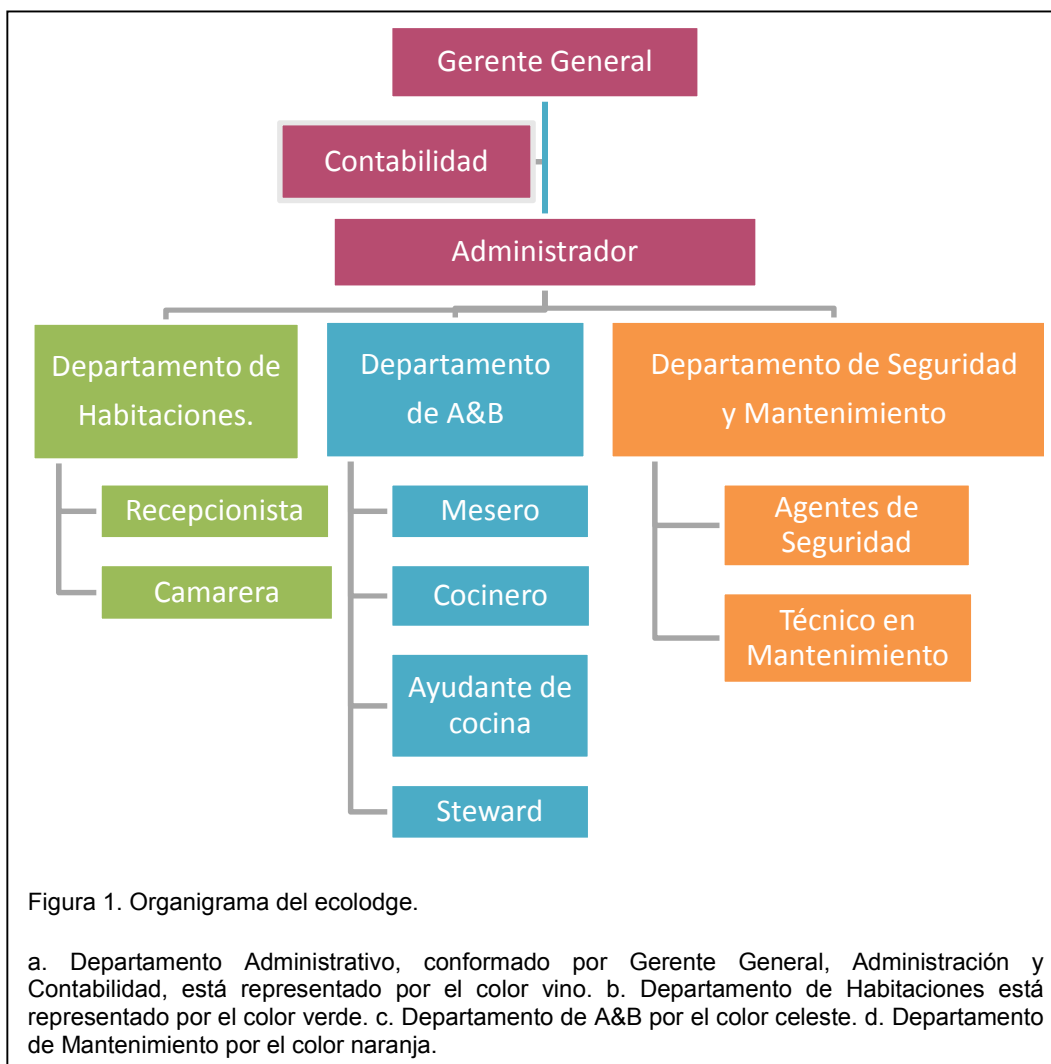 Gerente General
Contabilidad
Administrador
Departamento de
Habitaciones.
Recepcionista
Camarera
Departamento
de A&B
Mesero
Cocinero
Ayudante de
cocina
Steward
Departamento de Seguridad
y Mantenimiento
Agentes de
Seguridad
Técnico en
Mantenimiento
Figura 1. Organigrama del ecolodge.
a. Departamento Administrativo, conformado por Gerente General, Administración y
Contabilidad, está representado por el color vino. b. Departamento de Habitaciones está
representado por el color verde. c. Departamento de A&B por el color celeste. d. Departamento
de Mantenimiento por el color naranja.